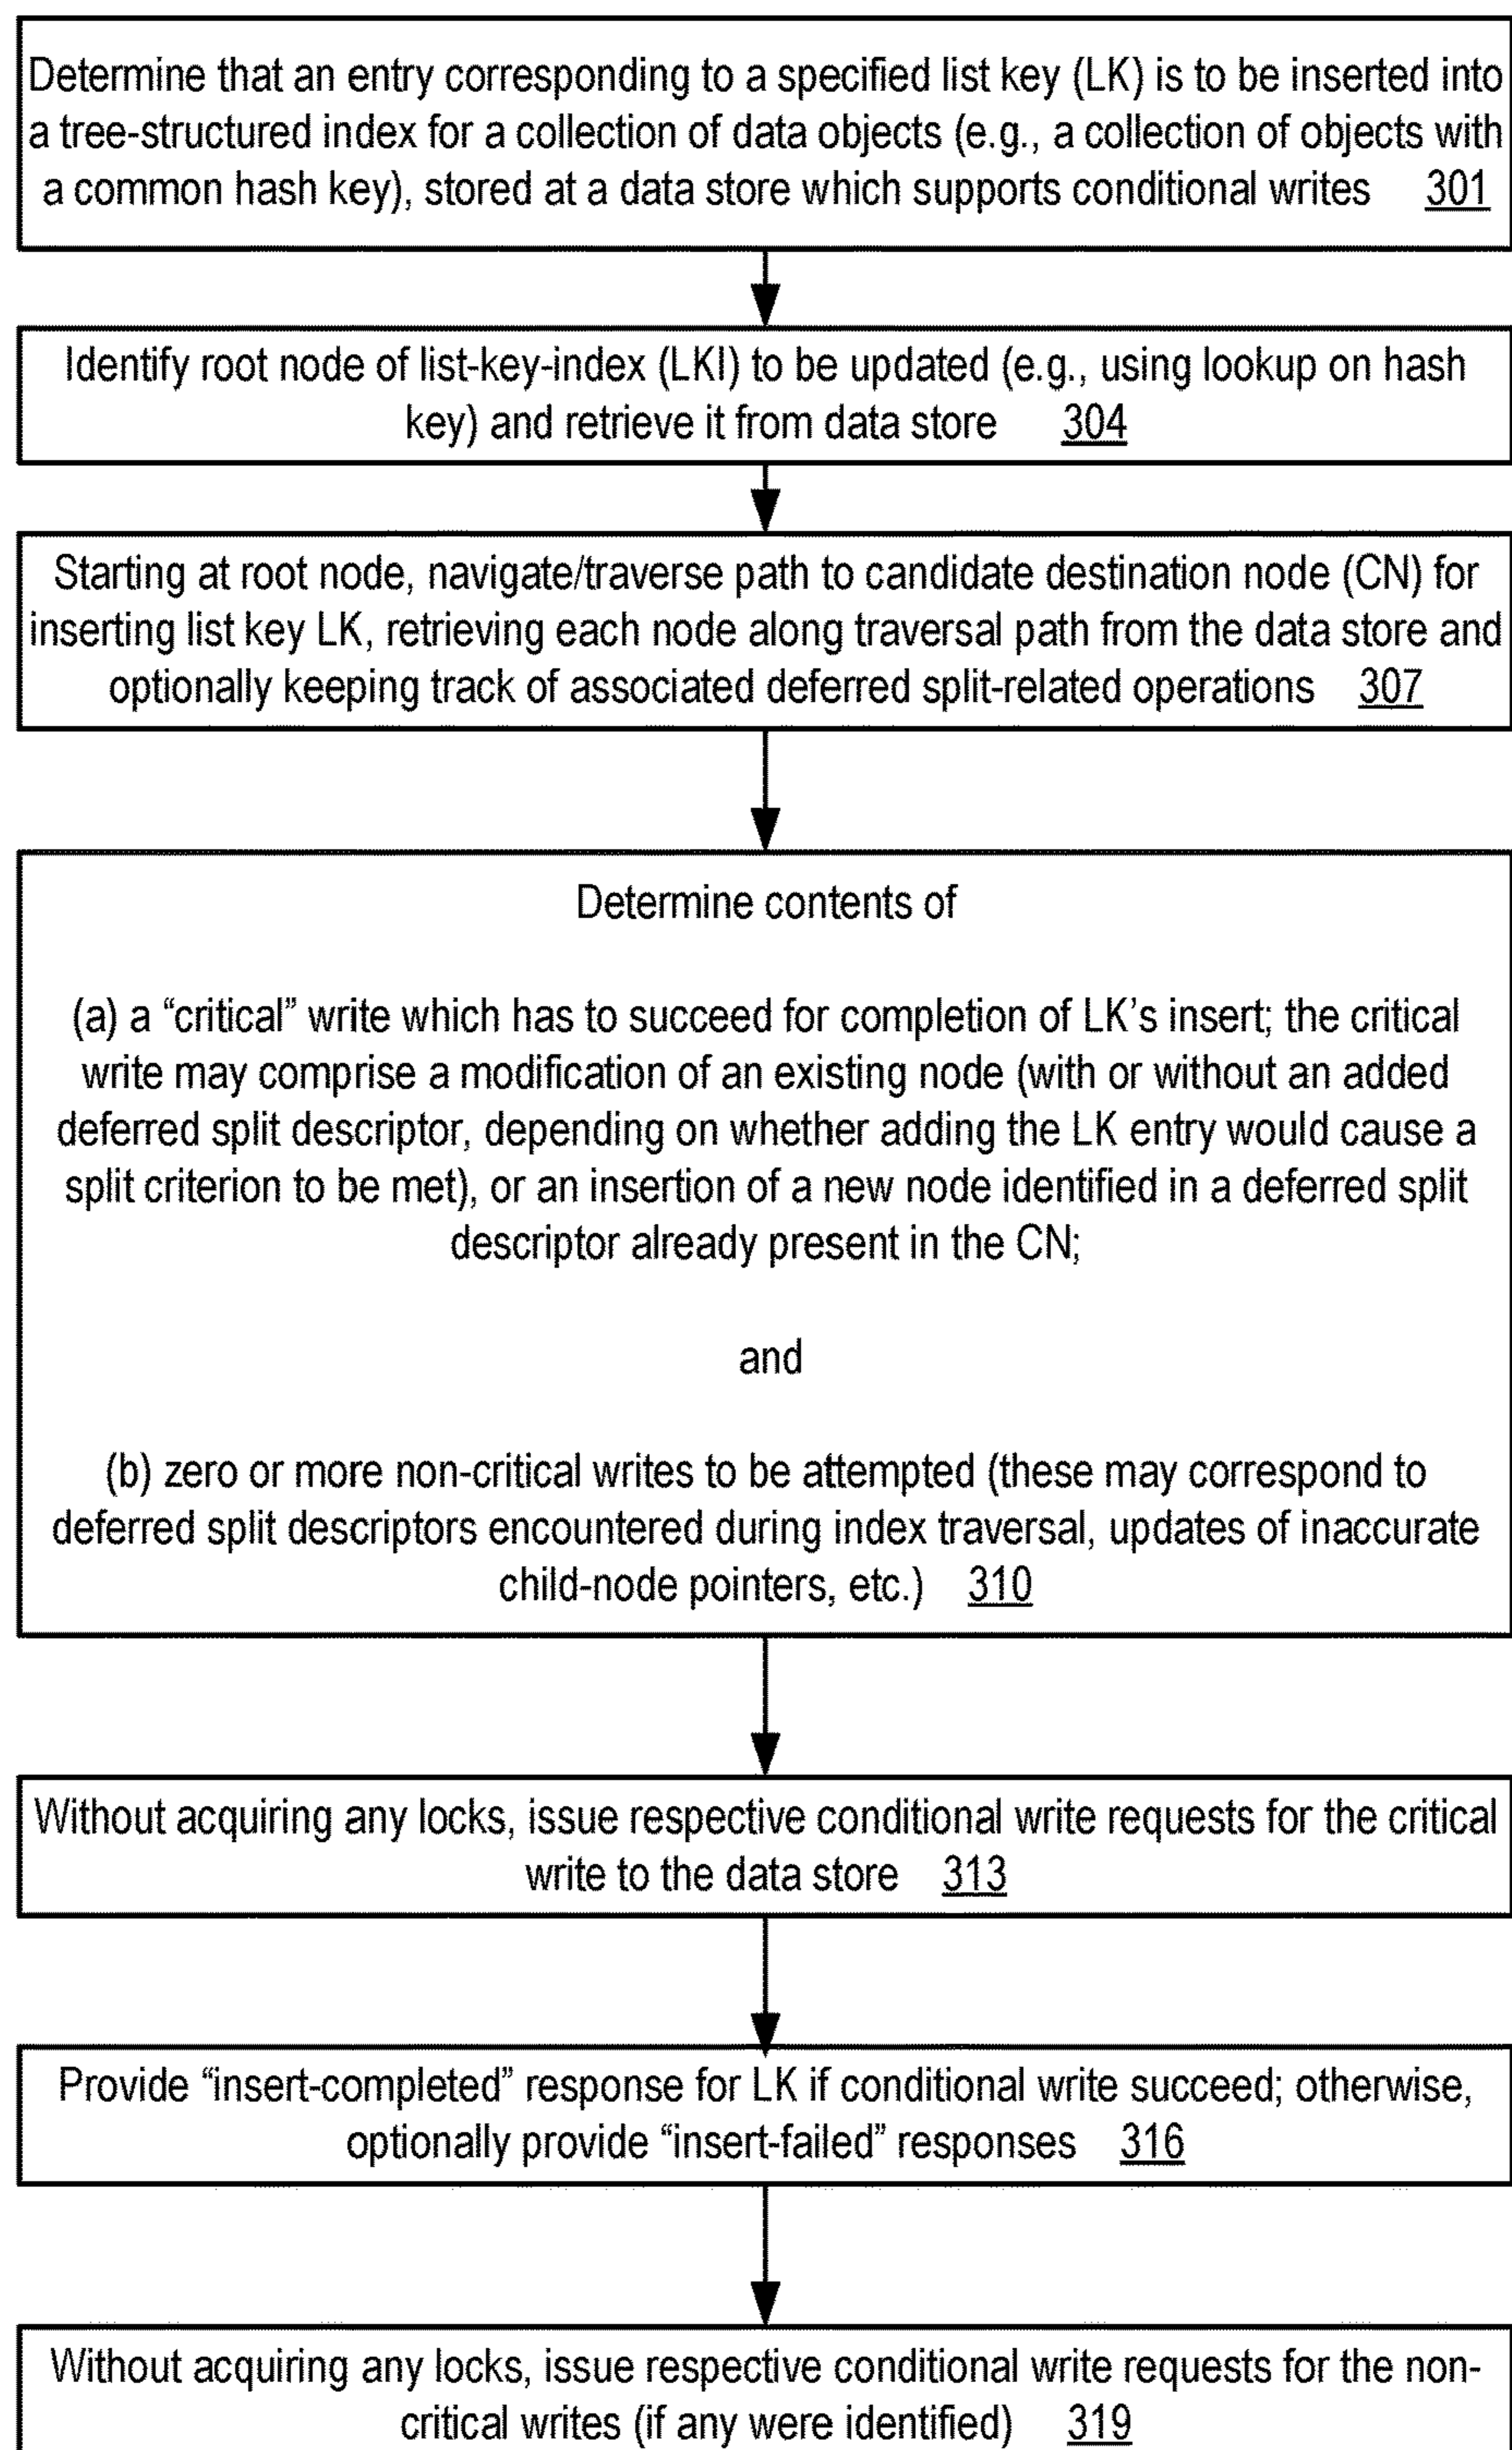 Determine that an entry corresponding to a specified list key (LK) is to be inserted into
a tree-structured index for a collection of data objects (e.g., a collection of objects with
a common hash key), stored at a data store which supports conditional writes 301
Identify root node of list-key-index (LKI) to be updated (e.g., using lookup on hash
key) and retrieve it from data store 304
Starting at root node, navigate/traverse path to candidate destination node (CN) for
inserting list key LK, retrieving each node along traversal path from the data store and
optionally keeping track of associated deferred split-related operations 307
Determine contents of
(a) a “critical” write which has to succeed for completion of LK’s insert; the critical
write may comprise a modification of an existing node (with or without an added
deferred split descriptor, depending on whether adding the LK entry would cause a
split criterion to be met), or an insertion of a new node identified in a deferred split
descriptor already present in the CN;
and
(b) zero or more non-critical writes to be attempted (these may correspond to
deferred split descriptors encountered during index traversal, updates of inaccurate
child-node pointers, etc.) 310
Without acquiring any locks, issue respective conditional write requests for the critical
write to the data store 313
Provide “insert-completed” response for LK if conditional write succeed; otherwise,
optionally provide “insert-failed” responses 316
Without acquiring any locks, issue respective conditional write requests for the non-
critical writes (if any were identified) 319